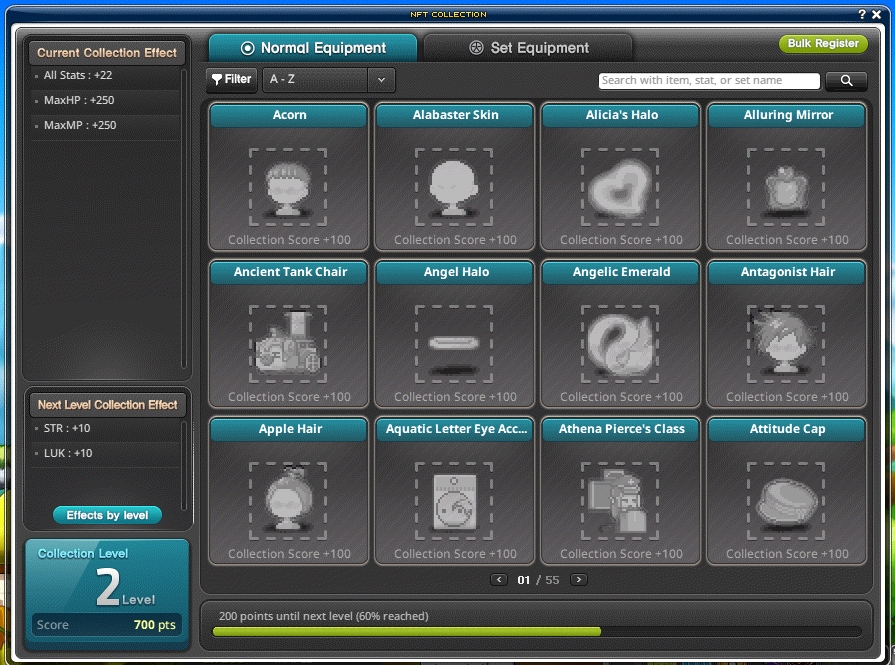 NFT COLLECTION
? X
Current Collection Effect
All Stats : +22
MaxHP : +250
MaxMP : +250
Next Level Collection Effect
STR : +10
LUK : +10
Effects by level
Collection Level
2 Level
Score 700 pts
Normal Equipment
Set Equipment
Bulk Register
Filter
A - Z
Search with item, stat, or set name
Acorn
Collection Score +100
Alabaster Skin
Collection Score +100
Alicia's Halo
Collection Score +100
Alluring Mirror
Collection Score +100
Ancient Tank Chair
Collection Score +100
Angel Halo
Collection Score +100
Angelic Emerald
Collection Score +100
Antagonist Hair
Collection Score +100
Apple Hair
Collection Score +100
Aquatic Letter Eye Acc...
Collection Score +100
Athena Pierce's Class
Collection Score +100
Attitude Cap
Collection Score +100
< 01 / 55 >
200 points until next level (60% reached)